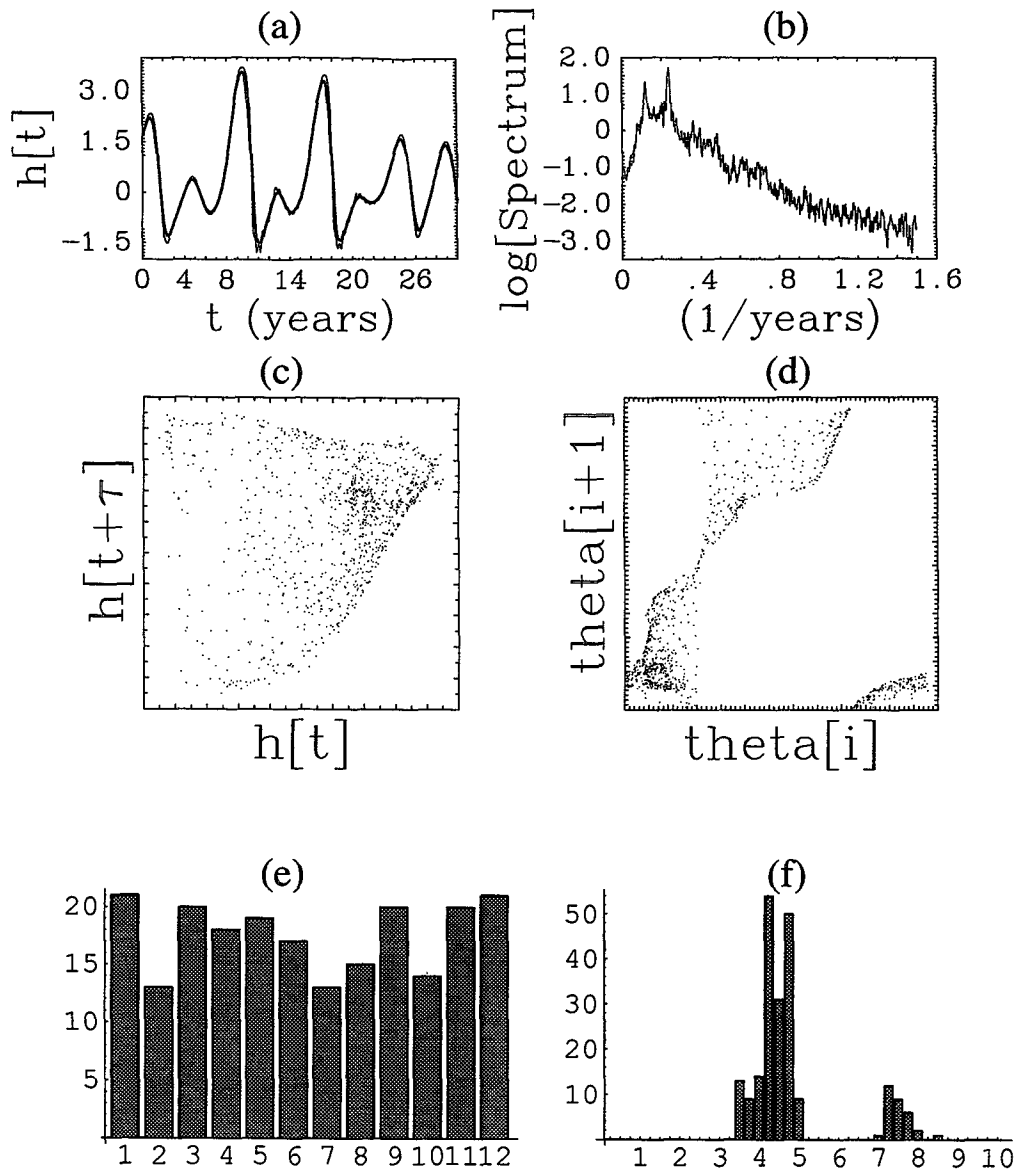 (a)
h[t]
3.0
1.5
0
−1.5
0 4 8 14 20 26
t (years)
(b)
log[Spectrum]
2.0
1.0
0
−1.0
−2.0
−3.0
0 .4 .8 1.2 1.6
(1/years)
(c)
h[t+τ]
h[t]
(d)
theta[i+1]
theta[i]
(e)
20
15
10
5
1 2 3 4 5 6 7 8 9 10 11 12
(f)
50
40
30
20
10
1 2 3 4 5 6 7 8 9 10